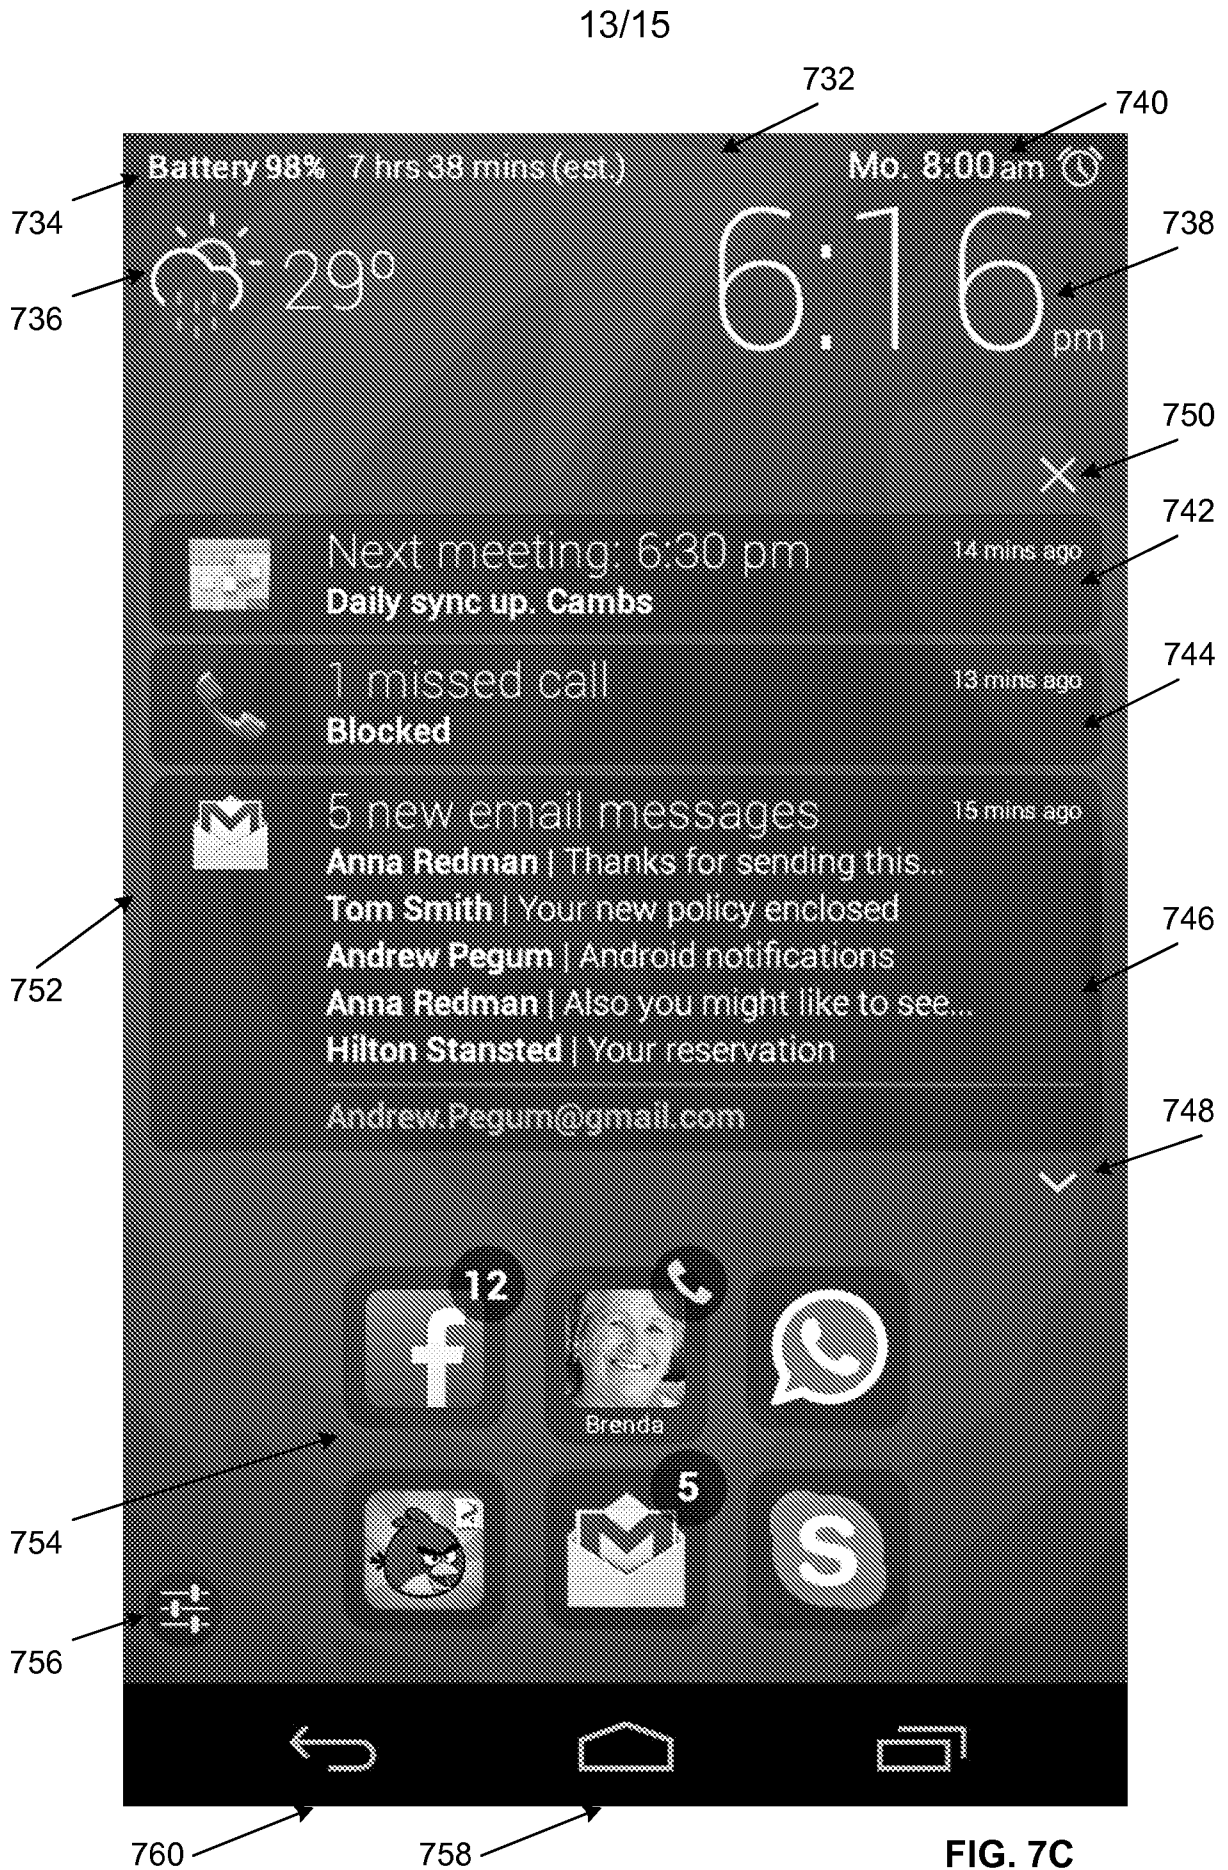 13/15
732
740
Battery 98% 7 hrs 38 mins (est.)
Mo. 8:00 am
734
6:16 pm
738
29°
736
750
742
Next meeting: 6:30 pm
14 mins ago
Daily sync up. Cambs
744
1 missed call
13 mins ago
Blocked
5 new email messages
15 mins ago
Anna Redman | Thanks for sending this...
Tom Smith | Your new policy enclosed
746
Andrew Pegum | Android notifications
752
Anna Redman | Also you might like to see...
Hilton Stansted | Your reservation
Andrew.Pegum@gmail.com
748
12
f
Brenda
5
754
S
756
760
758
FIG. 7C